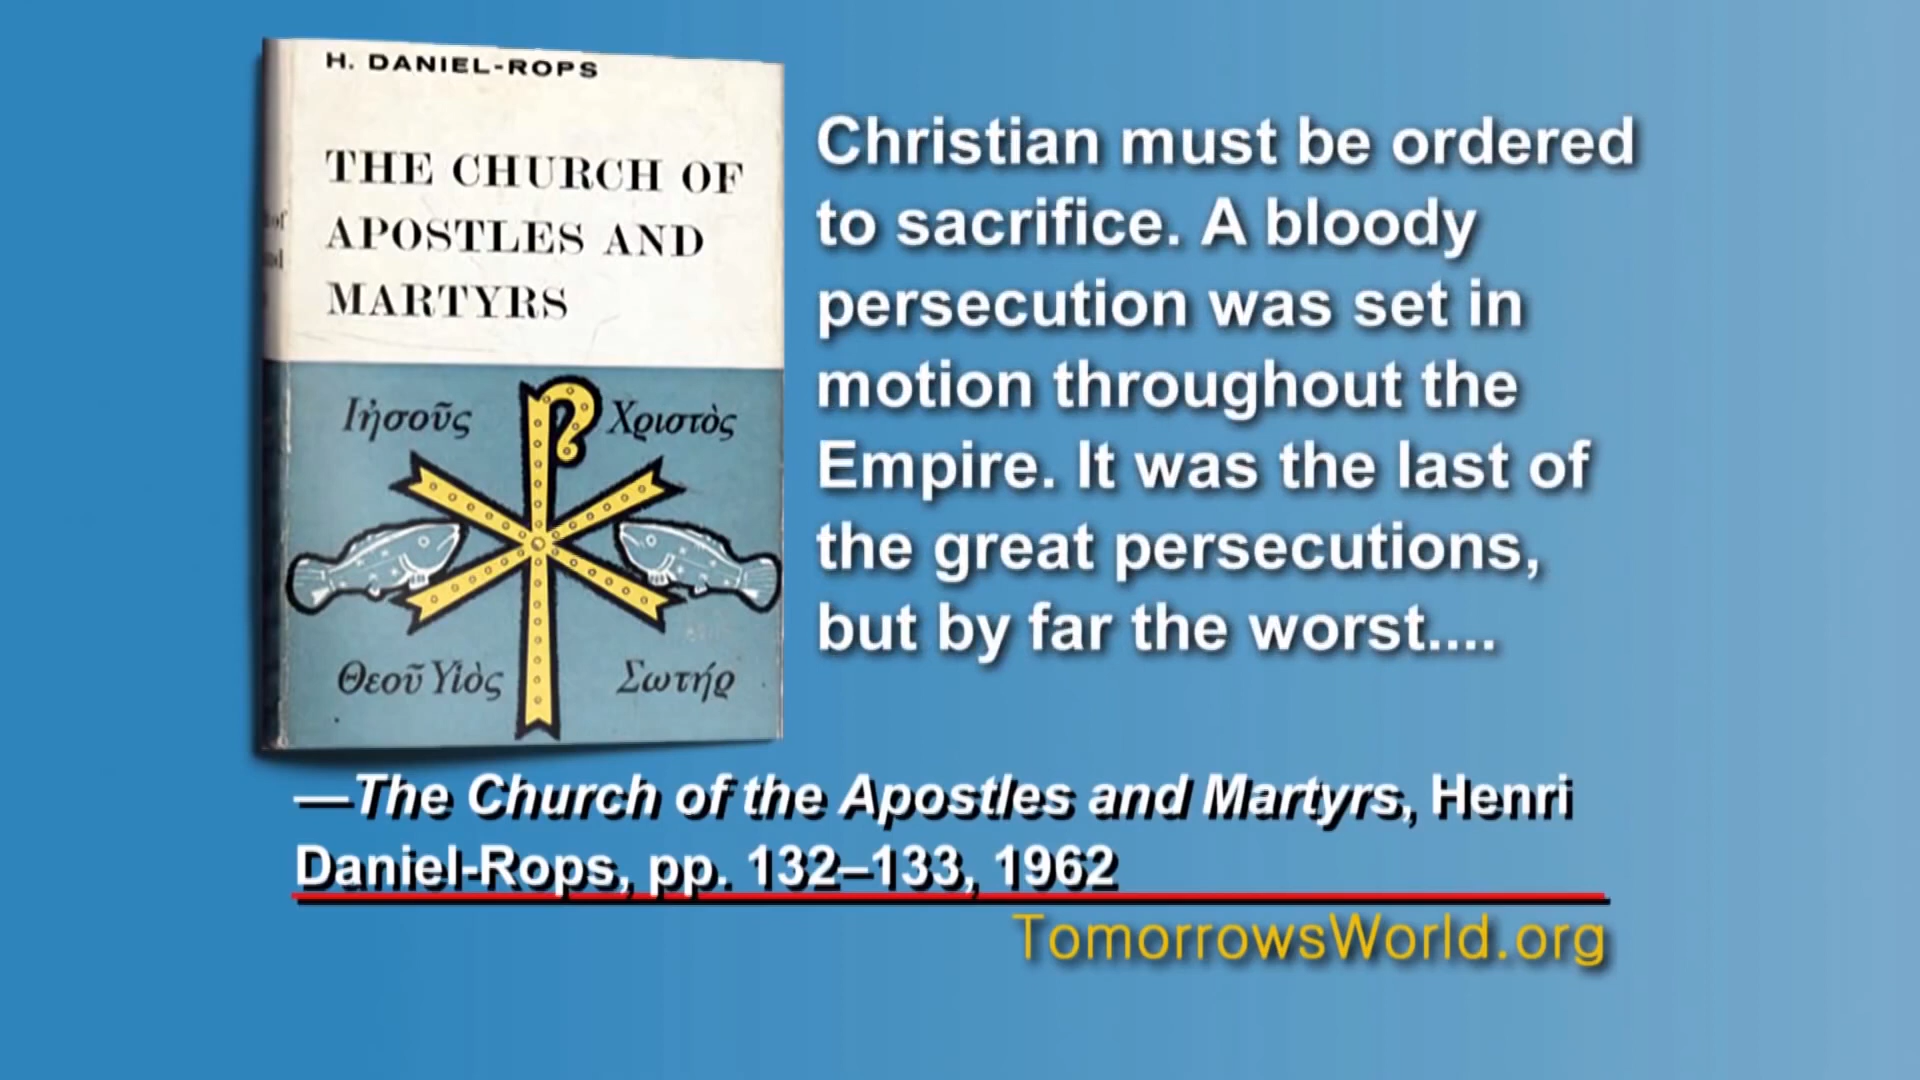 H. DANIEL-ROPS
THE CHURCH OF
APOSTLES AND
MARTYRS
Ἰησοῦς Χριστὸς
Θεοῦ Υἱὸς Σωτήρ
Christian must be ordered
to sacrifice. A bloody
persecution was set in
motion throughout the
Empire. It was the last of
the great persecutions,
but by far the worst....
—The Church of the Apostles and Martyrs, Henri
Daniel-Rops, pp. 132–133, 1962
TomorrowsWorld.org